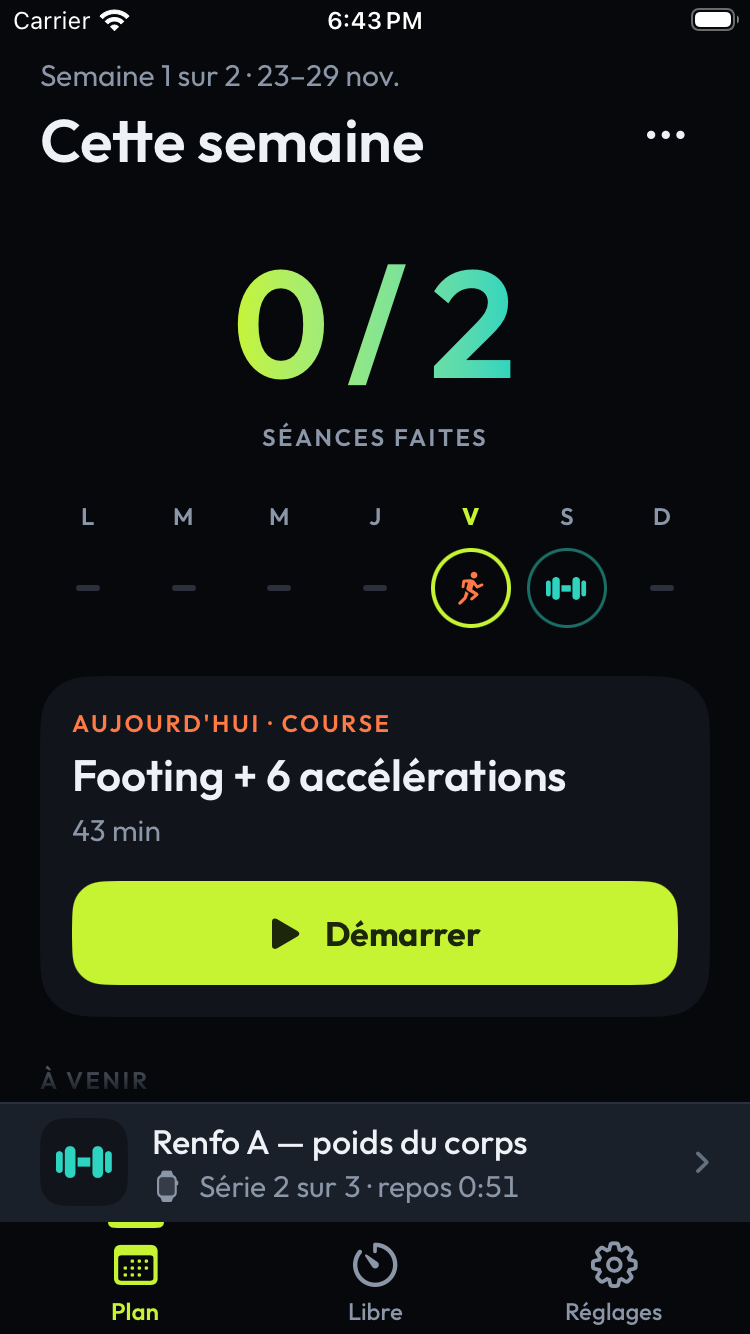 Carrier 6:43 PM
Semaine 1 sur 2 · 23–29 nov.
Cette semaine
0/2
SÉANCES FAITES
L M M J V S D
AUJOURD'HUI · COURSE
Footing + 6 accélérations
43 min
Démarrer
À VENIR
Renfo A — poids du corps
Série 2 sur 3 · repos 0:51
Plan Libre Réglages